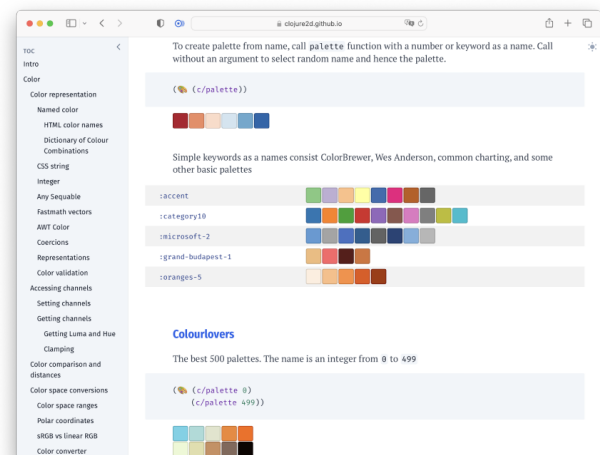 clojure2d.github.io
TOC
Intro
Color
Color representation
Named color
HTML color names
Dictionary of Colour
Combinations
CSS string
Integer
Any Sequable
Fastmath vectors
AWT Color
Coercions
Representations
Color validation
Accessing channels
Setting channels
Getting channels
Getting Luma and Hue
Clamping
Color comparison and
distances
Color space conversions
Color space ranges
Polar coordinates
sRGB vs linear RGB
Color converter
To create palette from name, call palette function with a number or keyword as a name. Call
without an argument to select random name and hence the palette.
(🎨 (c/palette))
Simple keywords as a names consist ColorBrewer, Wes Anderson, common charting, and some
other basic palettes
:accent
:category10
:microsoft-2
:grand-budapest-1
:oranges-5
Colourlovers
The best 500 palettes. The name is an integer from 0 to 499
(🎨 (c/palette 0)
(c/palette 499))